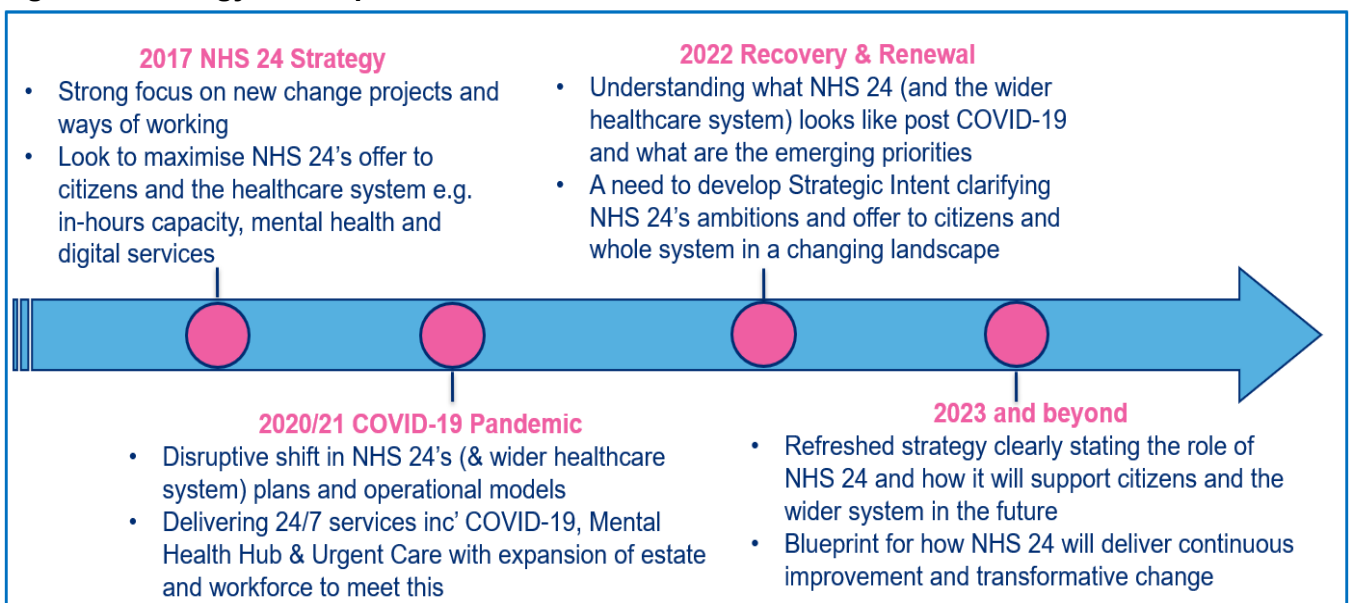 2017 NHS 24 Strategy
• Strong focus on new change projects and
ways of working
• Look to maximise NHS 24’s offer to
citizens and the healthcare system e.g.
in-hours capacity, mental health and
digital services
2022 Recovery & Renewal
• Understanding what NHS 24 (and the wider
healthcare system) looks like post COVID-19
and what are the emerging priorities
• A need to develop Strategic Intent clarifying
NHS 24’s ambitions and offer to citizens and
whole system in a changing landscape
2020/21 COVID-19 Pandemic
• Disruptive shift in NHS 24’s (& wider healthcare
system) plans and operational models
• Delivering 24/7 services inc’ COVID-19, Mental
Health Hub & Urgent Care with expansion of estate
and workforce to meet this
2023 and beyond
• Refreshed strategy clearly stating the role of
NHS 24 and how it will support citizens and the
wider system in the future
• Blueprint for how NHS 24 will deliver continuous
improvement and transformative change